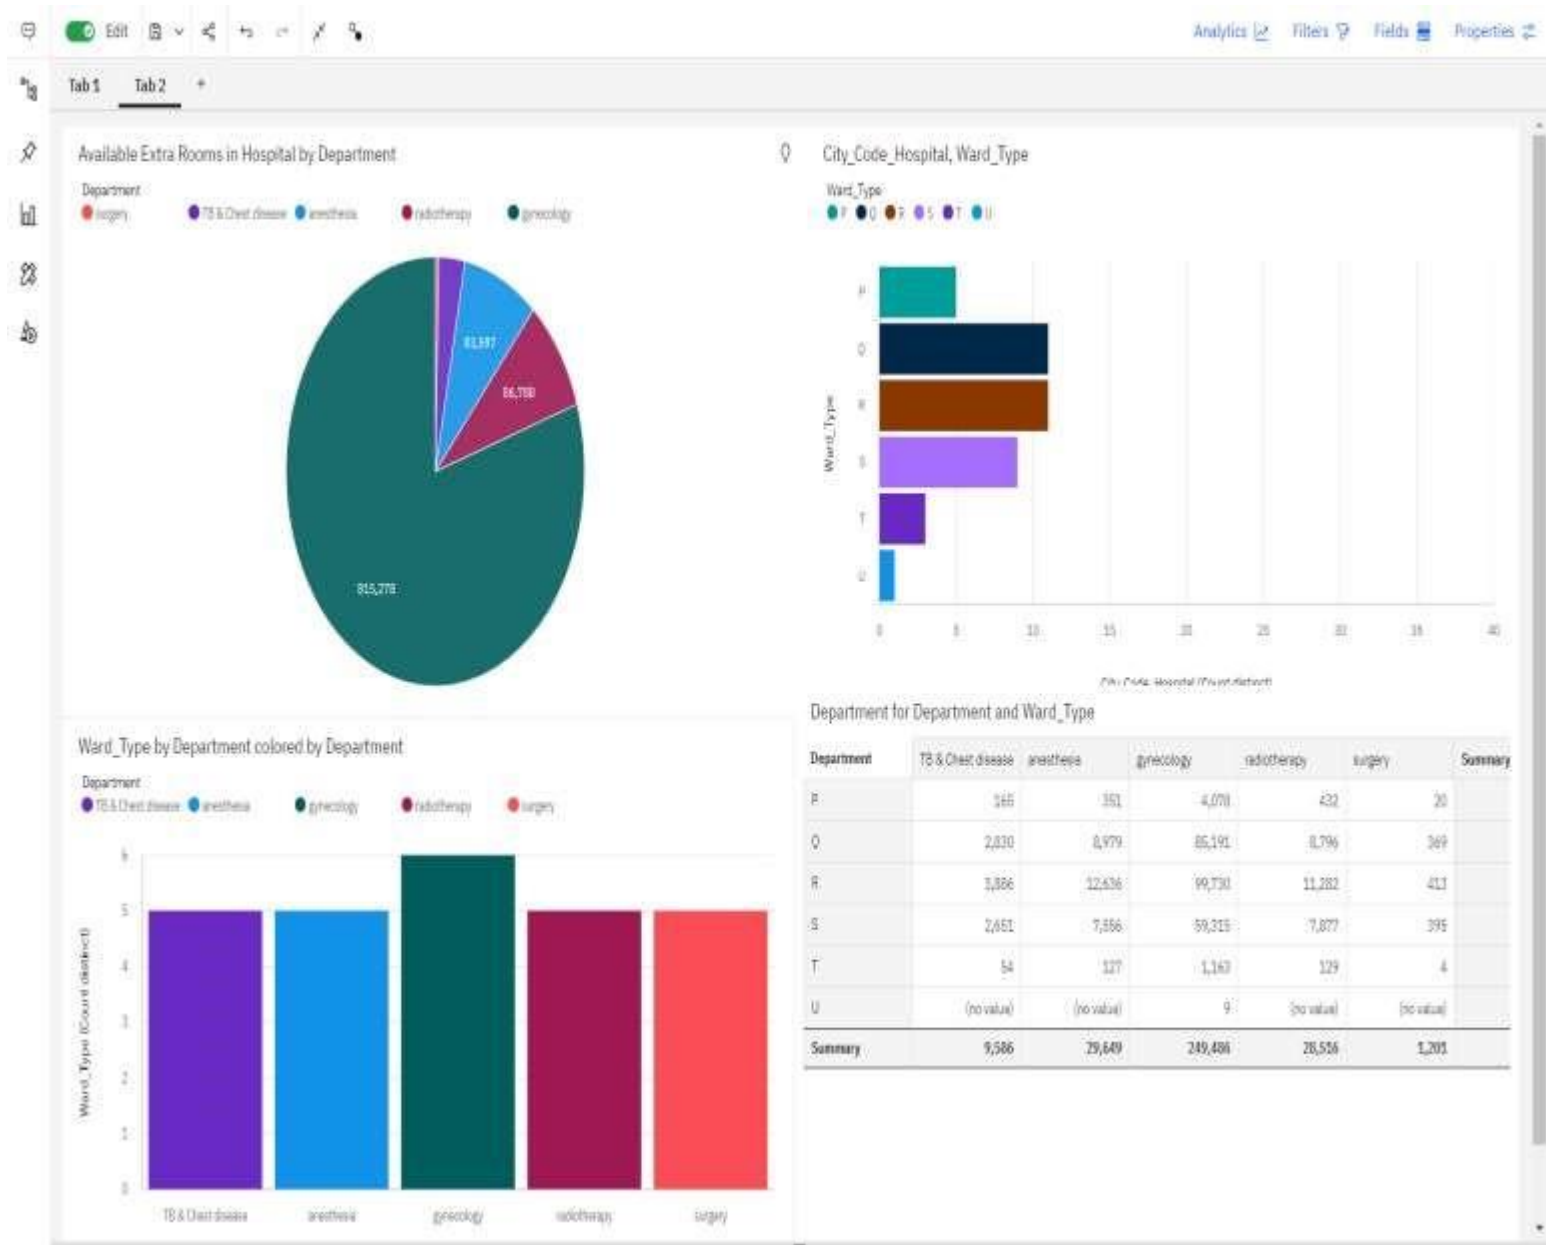 Edit
Analytics Filters Fields Properties
Tab 1 Tab 2 +
Available Extra Rooms in Hospital by Department
Department
surgery TB & Chest disease anesthesia radiotherapy gynecology
86,780
815,278
City_Code_Hospital, Ward_Type
Ward_Type
P Q R S T U
Ward_Type
P
Q
R
S
T
U
0 5 10 15 20 25 30 35 40
City_Code_Hospital (Count distinct)
Ward_Type by Department colored by Department
Department
TB & Chest disease anesthesia gynecology radiotherapy surgery
Ward_Type (Count distinct)
6
5
4
3
2
1
0
TB & Chest disease anesthesia gynecology radiotherapy surgery
Department for Department and Ward_Type
Department TB & Chest disease anesthesia gynecology radiotherapy surgery Summary
P 165 351 4,078 432 20
Q 2,830 8,979 85,191 8,796 369
R 3,886 12,636 99,730 11,282 413
S 2,651 7,556 59,315 7,877 395
T 54 127 1,163 129 4
U (no value) (no value) 9 (no value) (no value)
Summary 9,586 29,649 249,486 28,516 1,201